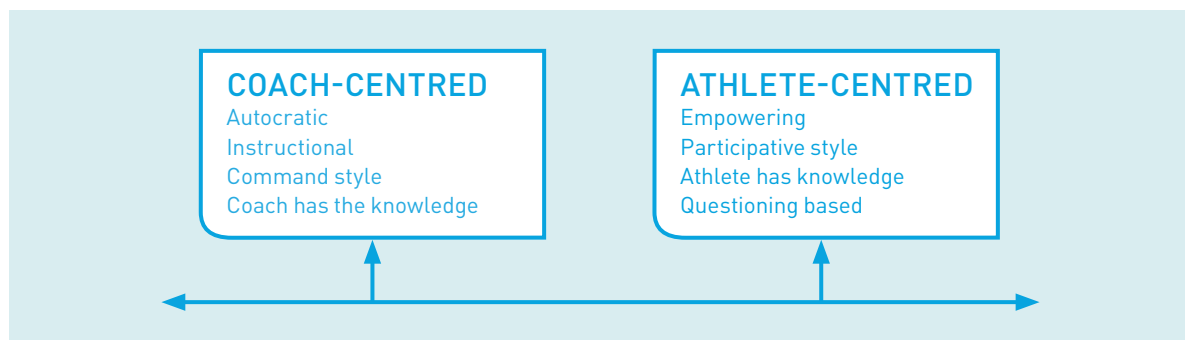 COACH-CENTRED
Autocratic
Instructional
Command style
Coach has the knowledge
ATHLETE-CENTRED
Empowering
Participative style
Athlete has knowledge
Questioning based